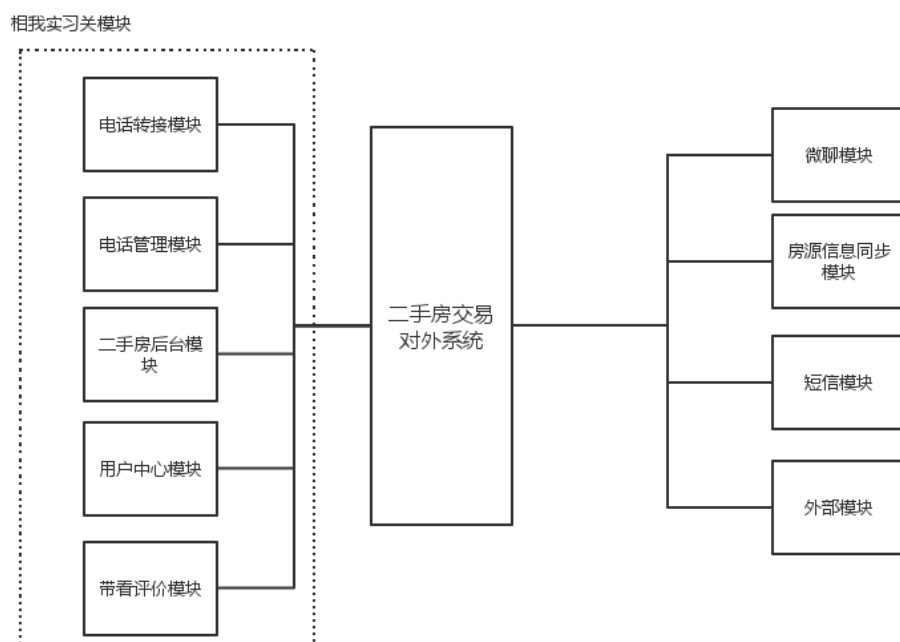 相我实习关模块
电话转接模块
电话管理模块
二手房后台模
块
用户中心模块
带看评价模块
二手房交易
对外系统
微聊模块
房源信息同步
模块
短信模块
外部模块